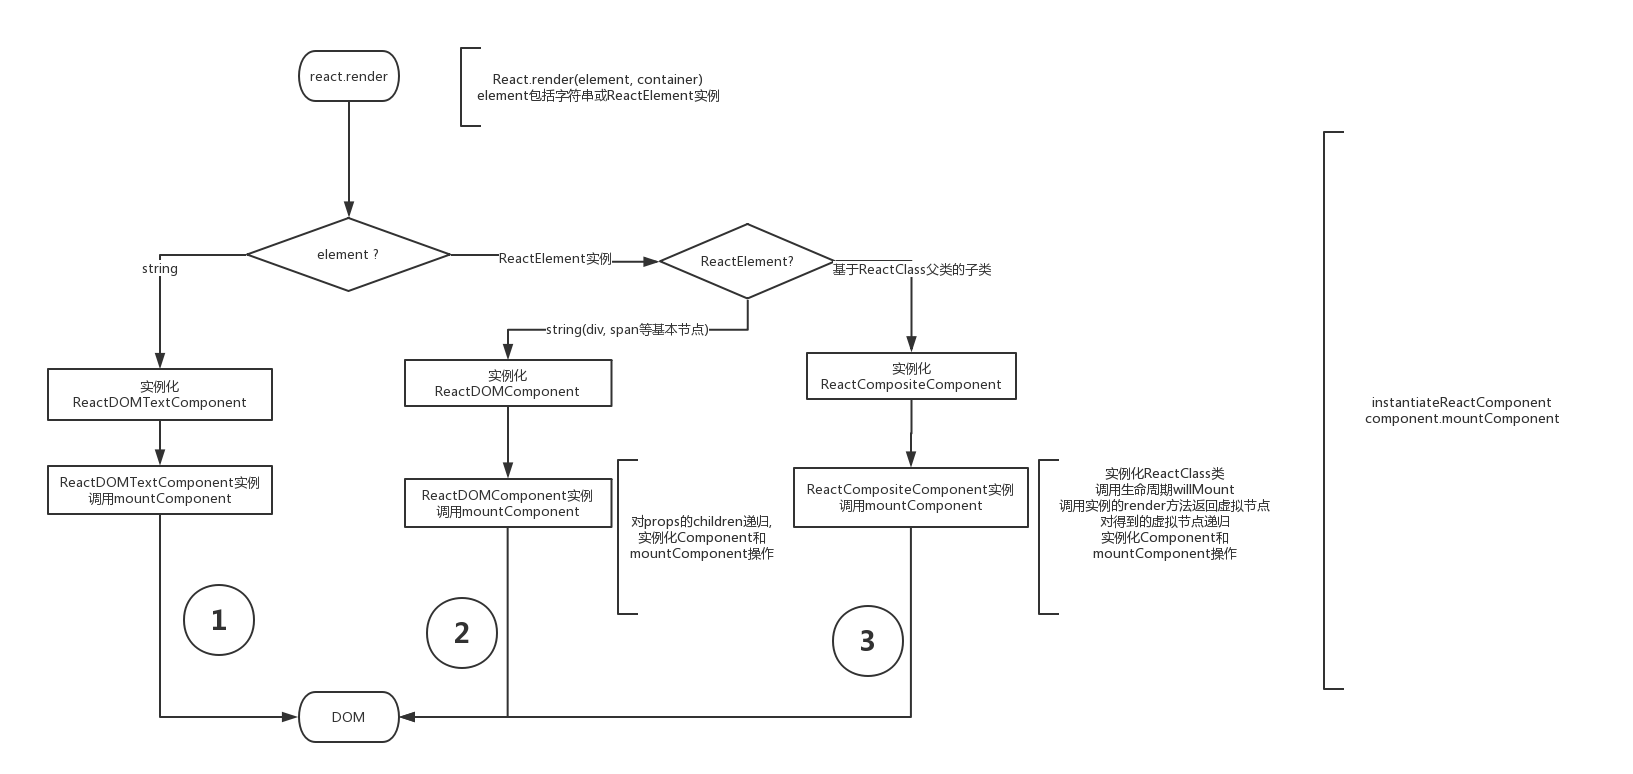 react.render
React.render(element, container)
element包括字符串或ReactElement实例
element ?
string
ReactElement实例
ReactElement?
基于ReactClass父类的子类
string(div, span等基本节点)
实例化
ReactDOMTextComponent
实例化
ReactDOMComponent
实例化
ReactCompositeComponent
instantiateReactComponent
component.mountComponent
ReactDOMTextComponent实例
调用mountComponent
ReactDOMComponent实例
调用mountComponent
对props的children递归,
实例化Component和
mountComponent操作
ReactCompositeComponent实例
调用mountComponent
实例化ReactClass类
调用生命周期willMount
调用实例的render方法返回虚拟节点
对得到的虚拟节点递归
实例化Component和
mountComponent操作
1
2
3
DOM